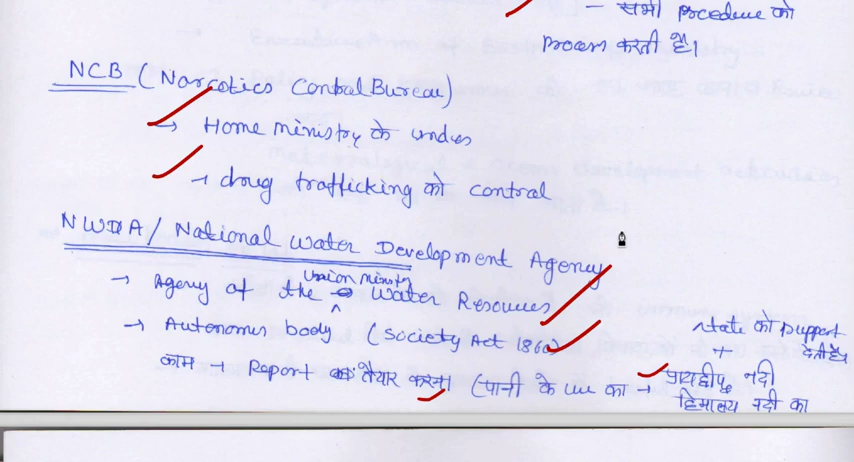 - सभी procedure को
process करती है।
NCB (Narcotics Control Bureau)
→ Home ministry के under
→ drug trafficking को control
NWDA / National Water Development Agency
→ Agency of the Union Ministry Water Resources
→ Autonomus body (Society Act 1860)
state को support
देती है।
काम → Report तैयार करना (पानी के का → प्रायद्वीप नदी
हिमालय नदी का